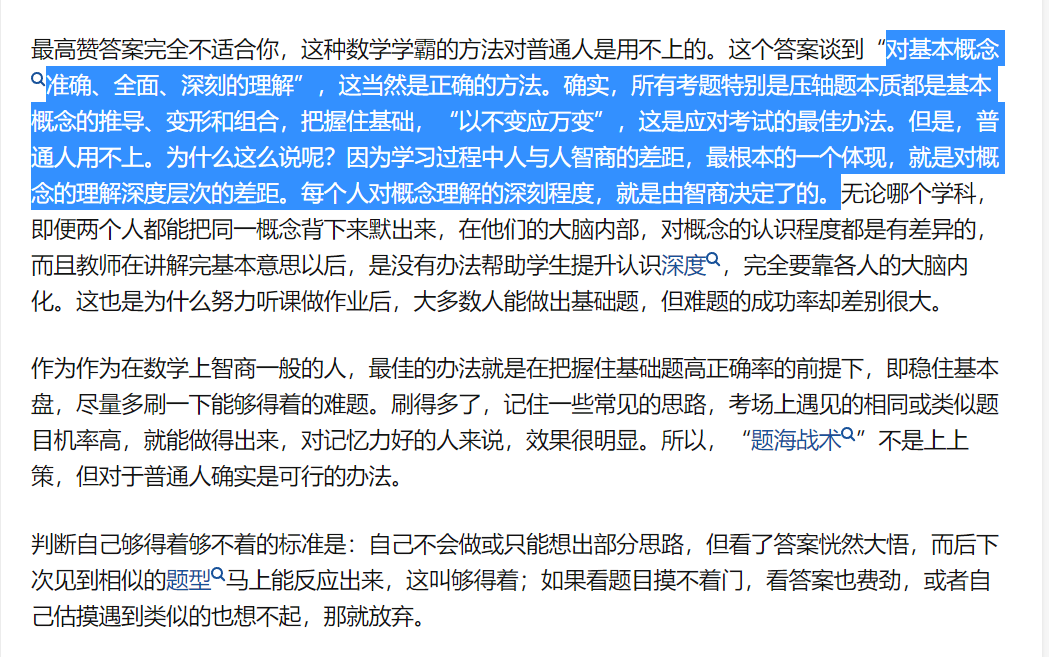 最高赞答案完全不适合你，这种数学学霸的方法对普通人是用不上的。这个答案谈到“对基本概念
准确、全面、深刻的理解”，这当然是正确的方法。确实，所有考题特别是压轴题本质都是基本
概念的推导、变形和组合，把握住基础，“以不变应万变”，这是应对考试的最佳办法。但是，普
通人用不上。为什么这么说呢？因为学习过程中人与人智商的差距，最根本的一个体现，就是对概
念的理解深度层次的差距。每个人对概念理解的深刻程度，就是由智商决定了的。无论哪个学科，
即便两个人都能把同一概念背下来默出来，在他们的大脑内部，对概念的认识程度都是有差异的，
而且教师在讲解完基本意思以后，是没有办法帮助学生提升认识深度，完全要靠各人的大脑内
化。这也是为什么努力听课做作业后，大多数人能做出基础题，但难题的成功率却差别很大。
作为作为在数学上智商一般的人，最佳的办法就是在把握住基础题高正确率的前提下，即稳住基本
盘，尽量多刷一下能够得着的难题。刷得多了，记住一些常见的思路，考场上遇见的相同或类似题
目机率高，就能做得出来，对记忆力好的人来说，效果很明显。所以，“题海战术”不是上上
策，但对于普通人确实是可行的办法。
判断自己够得着够不着的标准是：自己不会做或只能想出部分思路，但看了答案恍然大悟，而后下
次见到相似的题型马上能反应出来，这叫够得着；如果看题目摸不着门，看答案也费劲，或者自
己估摸遇到类似的也想不起，那就放弃。